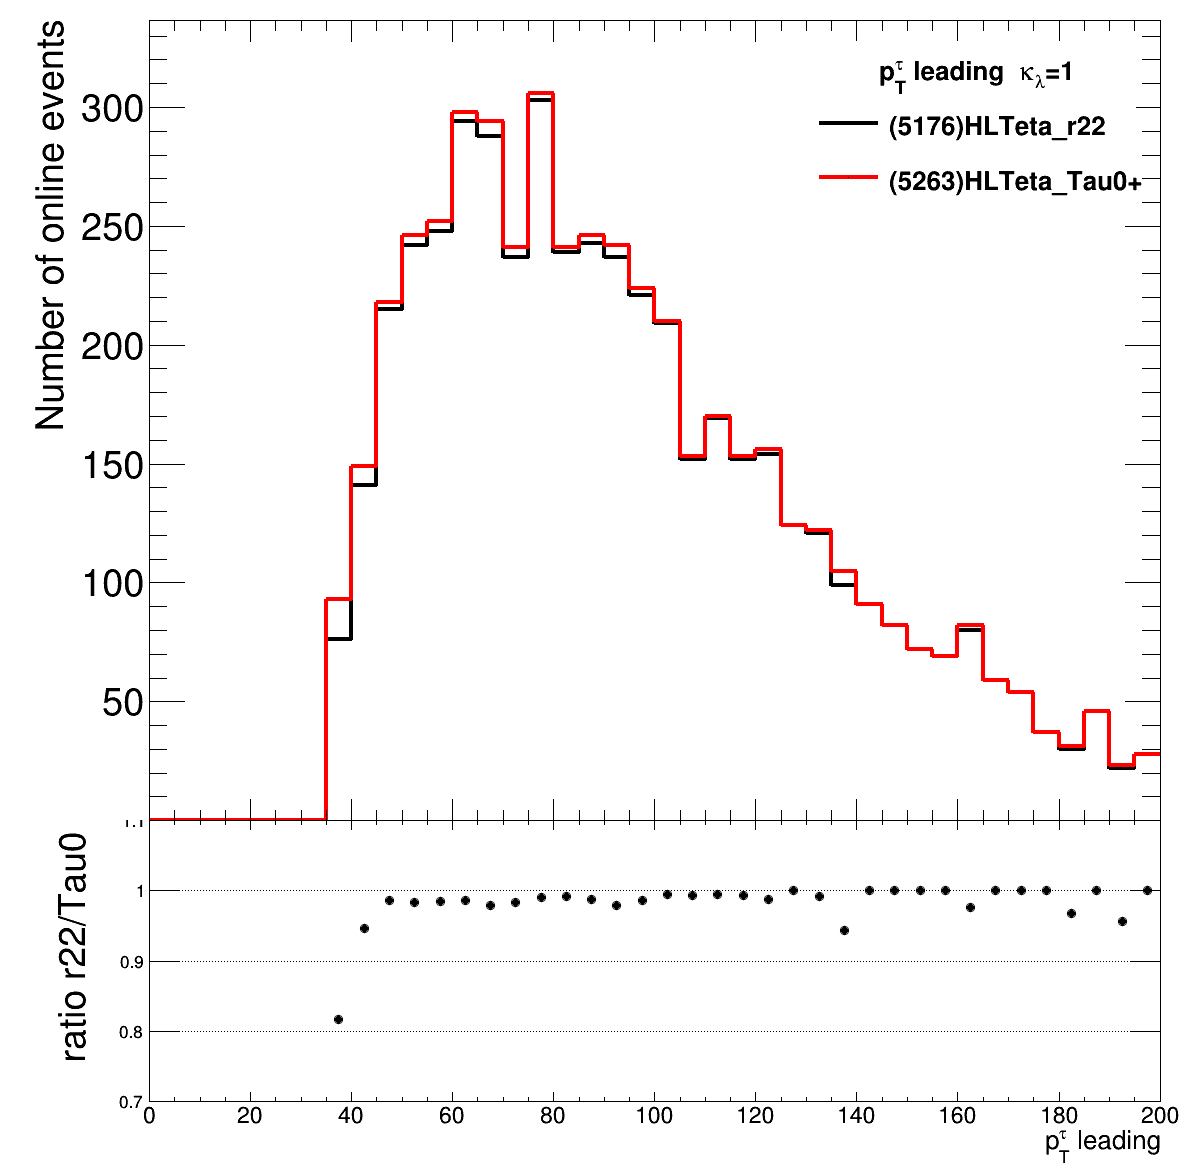 Number of online events
300
250
200
150
100
50
p_T^τ leading κ_λ=1
(5176)HLTeta_r22
(5263)HLTeta_Tau0+
ratio r22/Tau0
1.1
1
0.9
0.8
0.7
0 20 40 60 80 100 120 140 160 180 200
p_T^τ leading